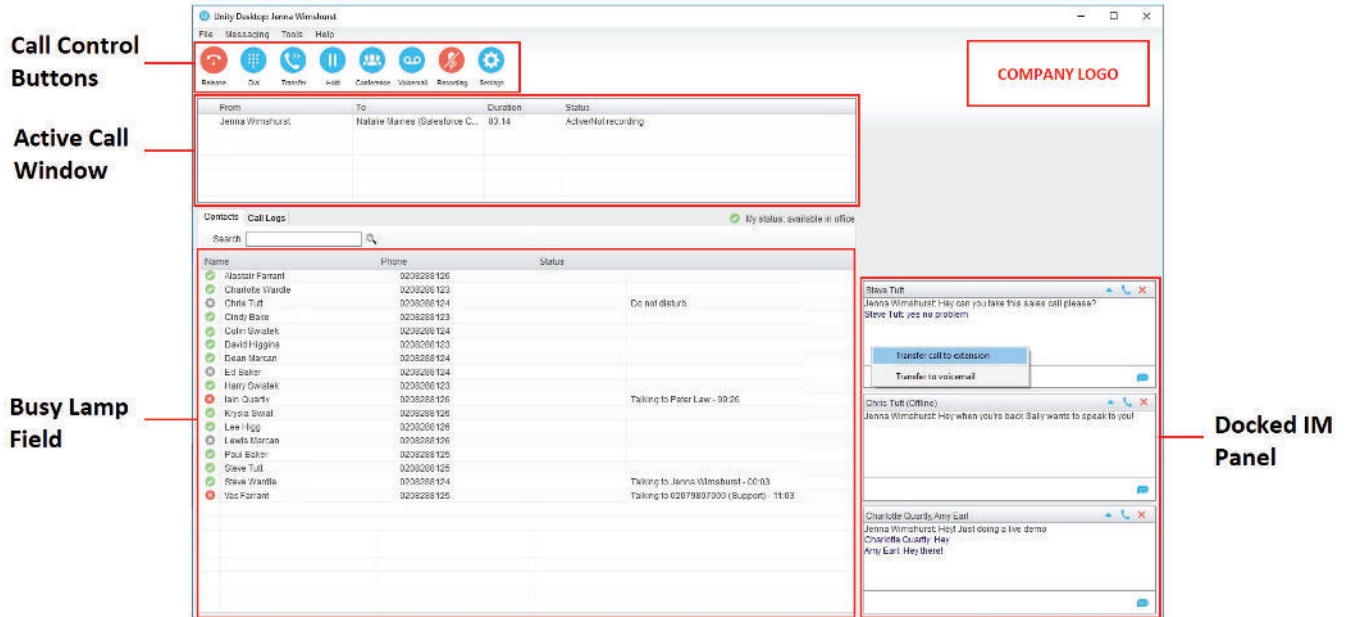 Unity Desktop: Jenna Wimshurst
File Messaging Tools Help
Call Control
Buttons
Release Dial Transfer Hold Conference Voicemail Recording Settings
COMPANY LOGO
Active Call
Window
From To Duration Status
Jenna Wimshurst Natalie Maines (Salesforce C... 03:14 Active/Not recording
Contacts Call Logs My status: available in office
Search
Busy Lamp
Field
Name Phone Status
Alastair Farrant 0208288126
Charlotte Wardle 0208288123
Chris Tutt 0208288124 Do not disturb
Cindy Bake 0208288123
Colin Swiatek 0208288124
David Higgins 0208288123
Dean Marcan 0208288124
Ed Baker 0208288124
Harry Swiatek 0208288123
Iain Quartly 0208288126 Talking to Peter Law - 00:26
Krysia Swiat 0208288126
Lee Higg 0208288126
Lewis Marcan 0208288126
Paul Baker 0208288125
Steve Tutt 0208288125
Steve Wardle 0208288124 Talking to Jenna Wimshurst - 00:03
Vas Farrant 0208288125 Talking to 02079807000 (Support) - 11:03
Docked IM
Panel
Steve Tutt
Jenna Wimshurst: Hey can you take this sales call please?
Steve Tutt: yes no problem
Transfer call to extension
Transfer to voicemail
Chris Tutt (Offline)
Jenna Wimshurst: Hey when you're back Sally wants to speak to you!
Charlotte Quartly, Amy Earl
Jenna Wimshurst: Hey! Just doing a live demo
Charlotte Quartly: Hey
Amy Earl: Hey there!